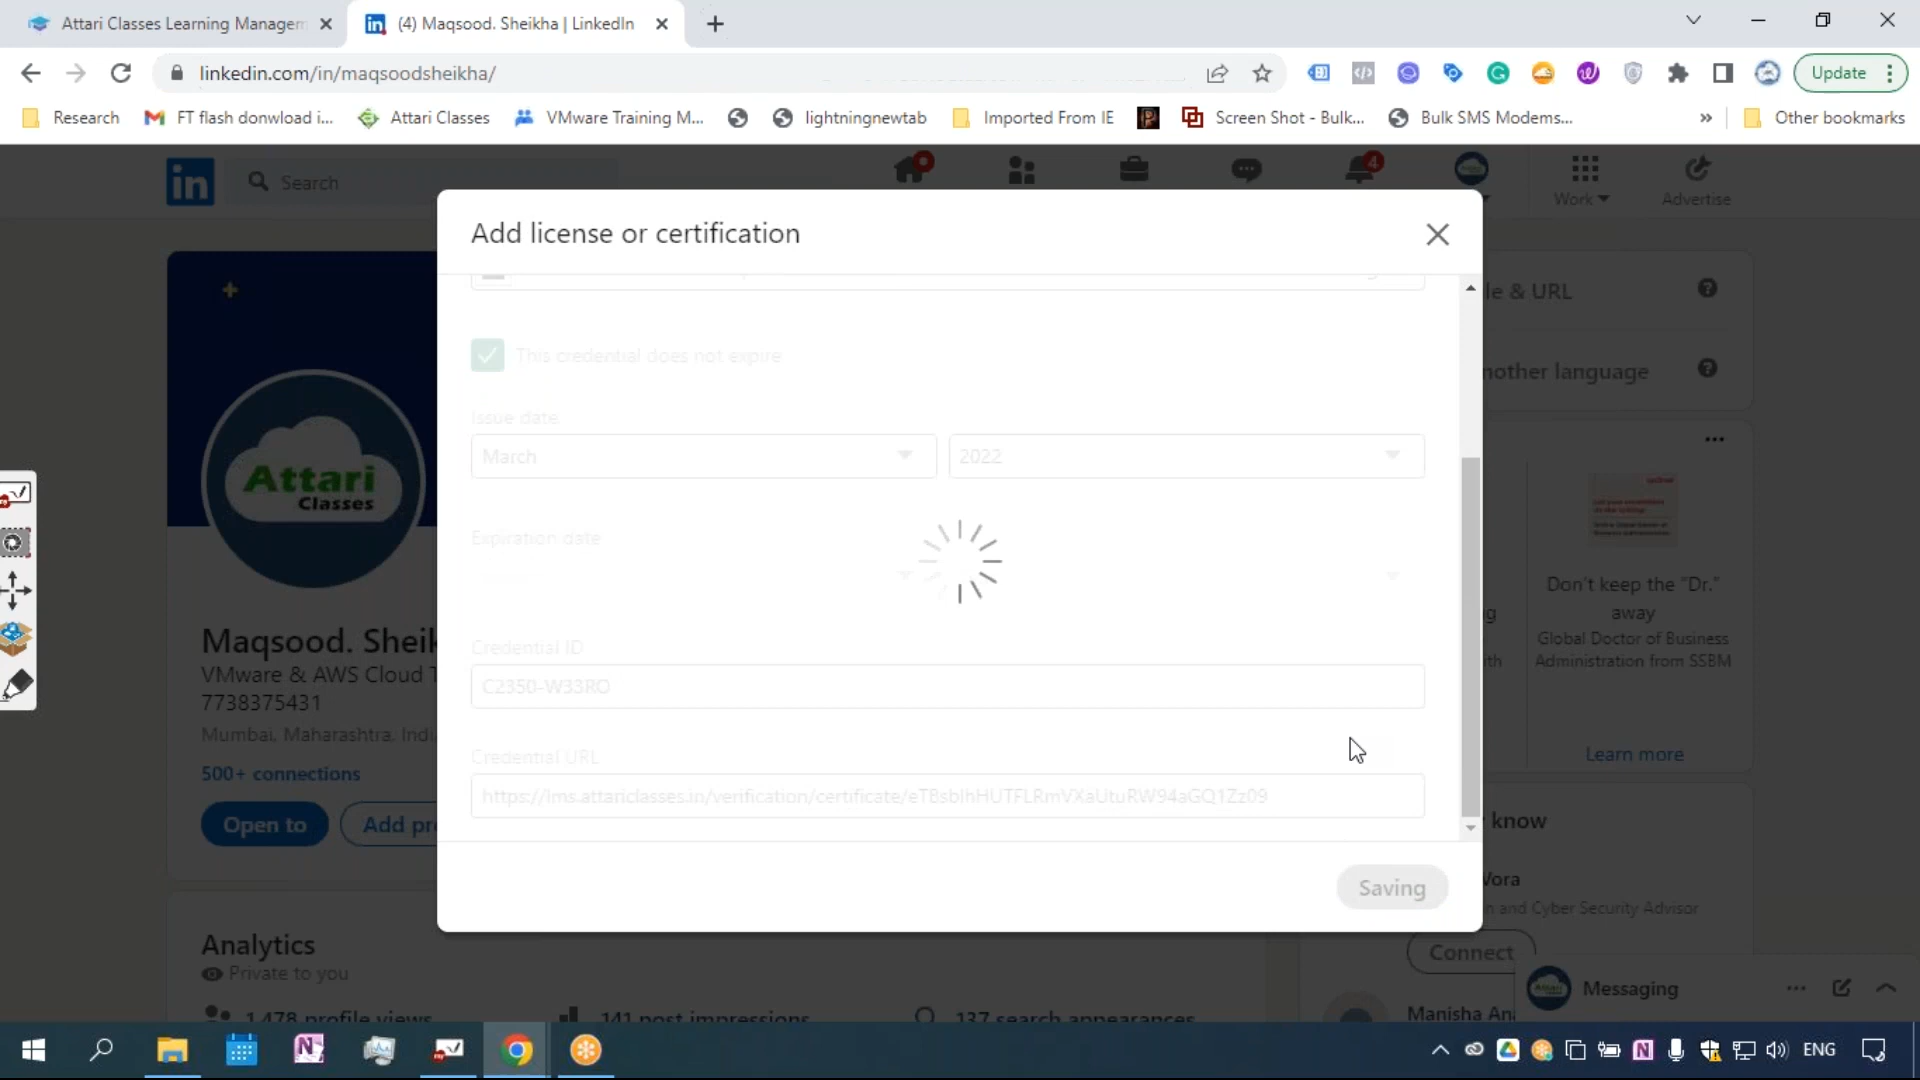 Attari Classes Learning Managem
(4) Maqsood. Sheikha | LinkedIn
linkedin.com/in/maqsoodsheikha/
Update
Research
FT flash donwload i...
Attari Classes
VMware Training M...
lightningnewtab
Imported From IE
Screen Shot - Bulk...
Bulk SMS Modems...
»
Other bookmarks
in
Search
4
Work
Advertise
Add license or certification
le & URL
nother language
This credential does not expire
Issue date
March
2022
Expiration date
Credential ID
C2350-W33RO
Credential URL
https://lms.attariclasses.in/verification/certificate/eTBsblhHUTFLRmVXaUtuRW94aGQ1Zz09
Saving
Attari
Classes
Maqsood. Sheik
VMware & AWS Cloud T
7738375431
Mumbai, Maharashtra, Indi
500+ connections
Open to
Add pr
Don't keep the "Dr."
away
Global Doctor of Business
Administration from SSBM
Learn more
know
Vora
n and Cyber Security Advisor
Connect
Manisha An
Messaging
Analytics
Private to you
1,478 profile views
141 post impressions
137 search appearances
ENG